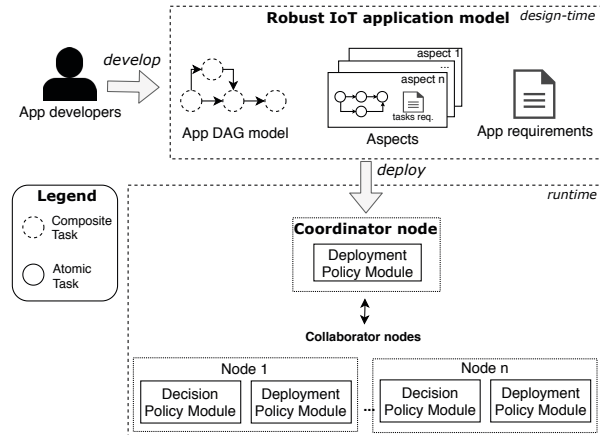 Robust IoT application model
design-time
develop
App developers
App DAG model
aspect 1
...
aspect n
tasks req.
Aspects
App requirements
deploy
runtime
Legend
Composite
Task
Atomic
Task
Coordinator node
Deployment
Policy Module
Collaborator nodes
Node 1
Decision
Policy Module
Deployment
Policy Module
...
Node n
Decision
Policy Module
Deployment
Policy Module